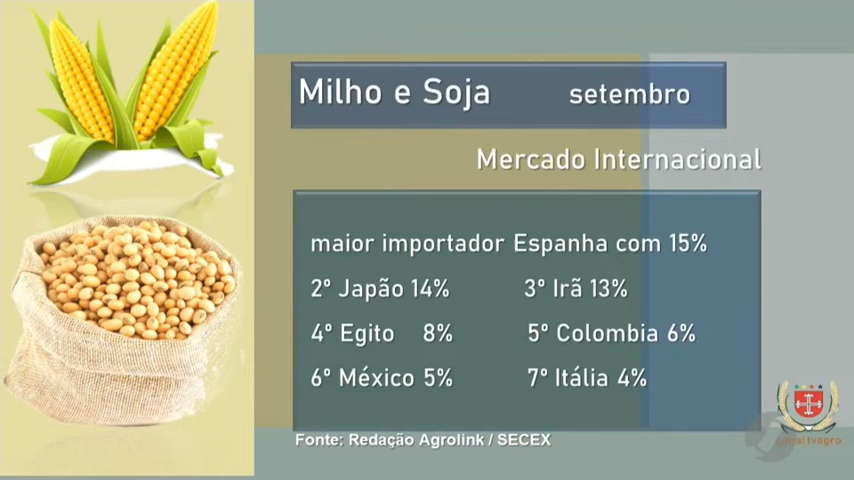 Milho e Soja setembro
Mercado Internacional
maior importador Espanha com 15%
2º Japão 14% 3º Irã 13%
4º Egito 8% 5º Colombia 6%
6º México 5% 7º Itália 4%
Fonte: Redação Agrolink / SECEX
tvagro